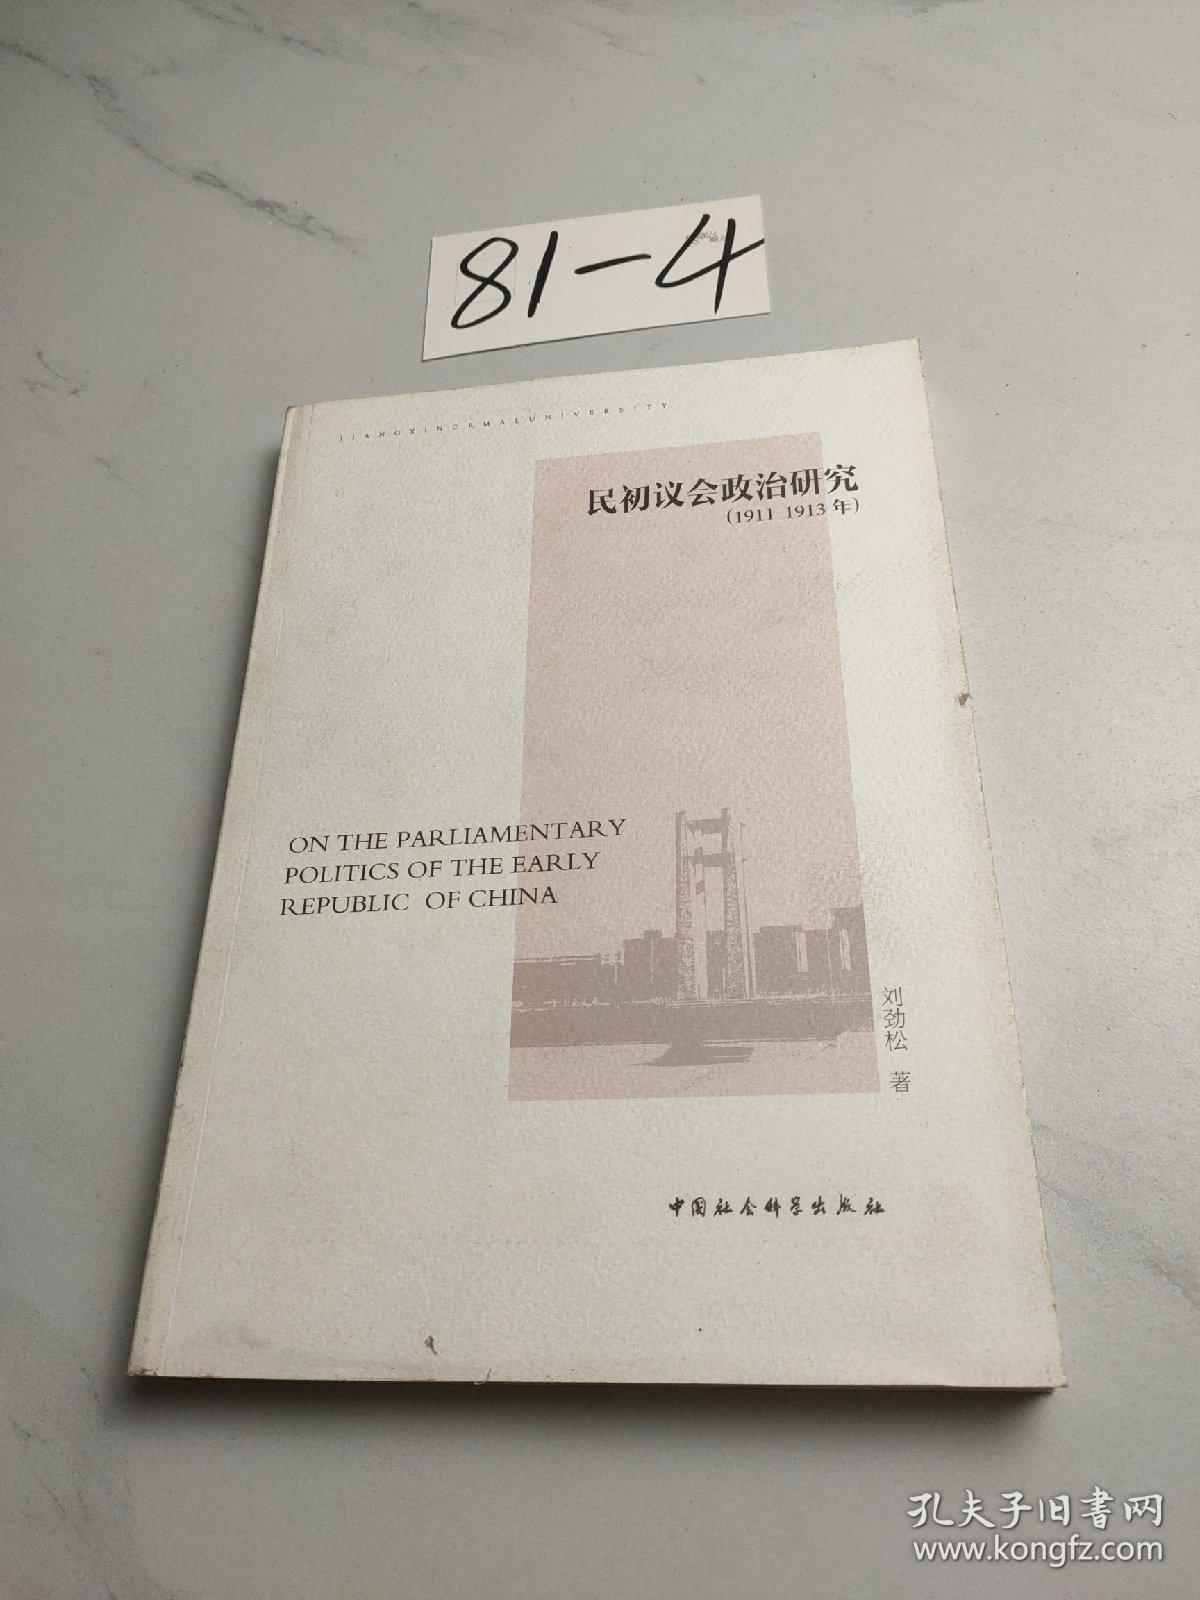 81-4
JIANGXINORMALUNIVERSITY
民初议会政治研究
(1911 1913年)
ON THE PARLIAMENTARY
POLITICS OF THE EARLY
REPUBLIC OF CHINA
刘劲松 著
中国社会科学出版社
孔夫子旧书网
www.kongfz.com